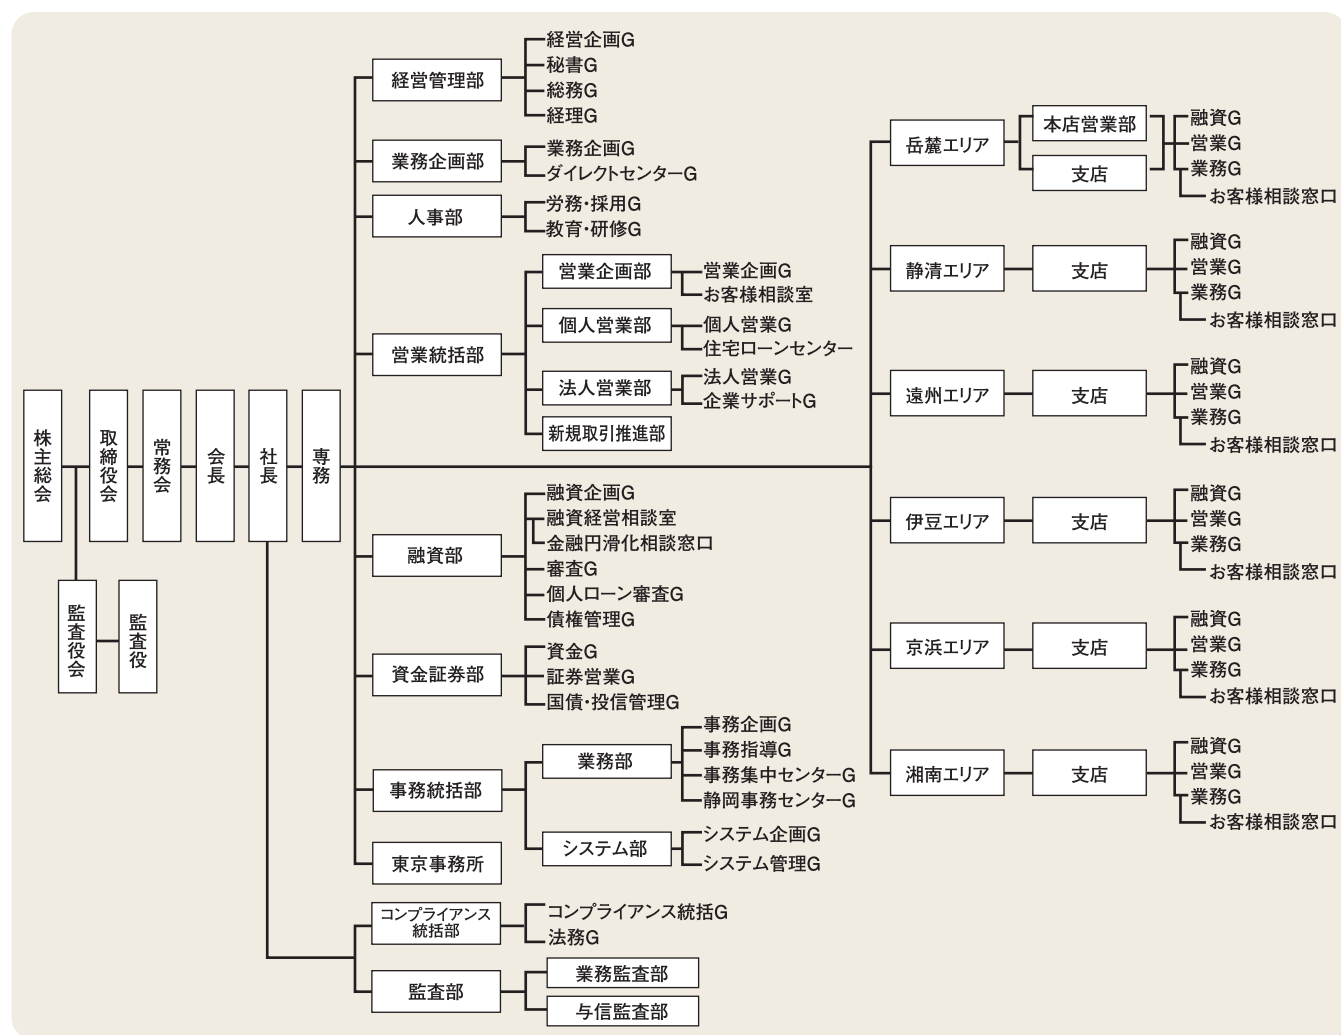 株主総会
取締役会
常務会
会長
社長
専務
監査役会
監査役
経営管理部
経営企画G
秘書G
総務G
経理G
業務企画部
業務企画G
ダイレクトセンターG
人事部
労務・採用G
教育・研修G
営業統括部
営業企画部
営業企画G
お客様相談室
個人営業部
個人営業G
住宅ローンセンター
法人営業部
法人営業G
企業サポートG
新規取引推進部
融資部
融資企画G
融資経営相談室
金融円滑化相談窓口
審査G
個人ローン審査G
債権管理G
資金証券部
資金G
証券営業G
国債・投信管理G
事務統括部
業務部
事務企画G
事務指導G
事務集中センターG
静岡事務センターG
システム部
システム企画G
システム管理G
東京事務所
コンプライアンス
統括部
コンプライアンス統括G
法務G
監査部
業務監査部
与信監査部
岳麓エリア
本店営業部
支店
融資G
営業G
業務G
お客様相談窓口
静清エリア
支店
融資G
営業G
業務G
お客様相談窓口
遠州エリア
支店
融資G
営業G
業務G
お客様相談窓口
伊豆エリア
支店
融資G
営業G
業務G
お客様相談窓口
京浜エリア
支店
融資G
営業G
業務G
お客様相談窓口
湘南エリア
支店
融資G
営業G
業務G
お客様相談窓口